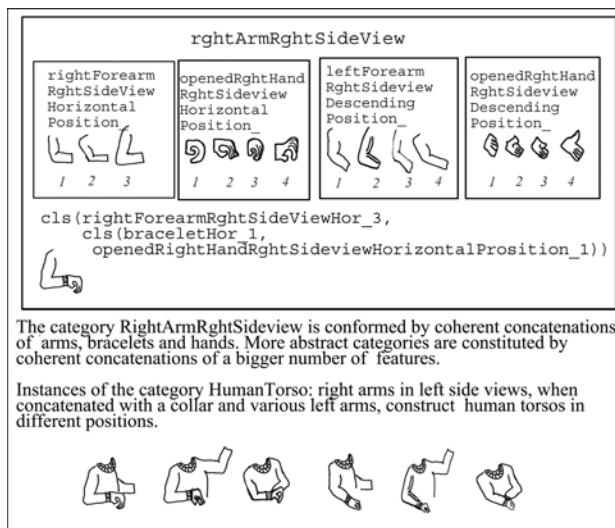 rghtArmRghtSideView
rightForearm
RghtSideView
Horizontal
Position_
1 2 3
openedRghtHand
RghtSideview
Horizontal
Position_
1 2 3 4
leftForearm
RghtSideview
Descending
Position_
1 2 3 4
openedRghtHand
RghtSideview
Descending
Position_
1 2 3 4
cls(rightForearmRghtSideViewHor_3,
cls(braceletHor_1,
openedRightHandRghtSideviewHorizontalProsition_1))
The category RightArmRghtSideview is conformed by coherent concatenations
of arms, bracelets and hands. More abstract categories are constituted by
coherent concatenations of a bigger number of features.
Instances of the category HumanTorso: right arms in left side views, when
concatenated with a collar and various left arms, construct human torsos in
different positions.